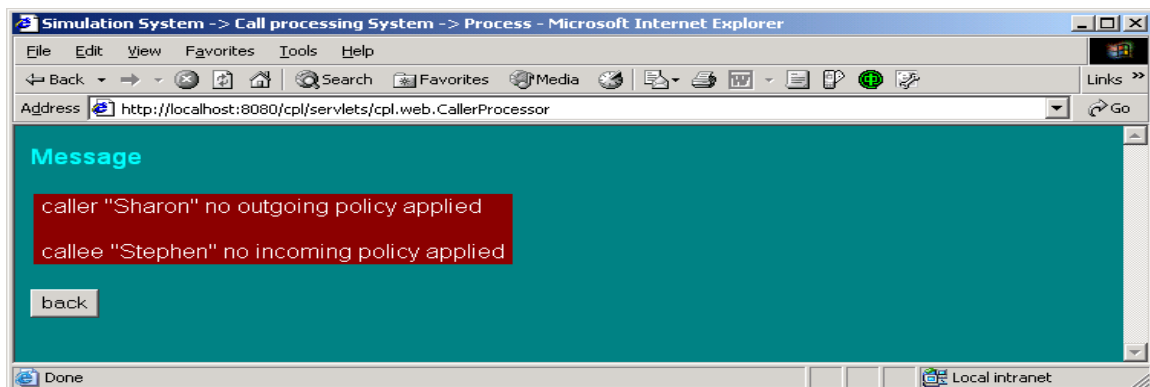 Simulation System -> Call processing System -> Process - Microsoft Internet Explorer
File Edit View Favorites Tools Help
Back Search Favorites Media Links »
Address http://localhost:8080/cpl/servlets/cpl.web.CallerProcessor Go
Message
caller "Sharon" no outgoing policy applied
callee "Stephen" no incoming policy applied
back
Done Local intranet